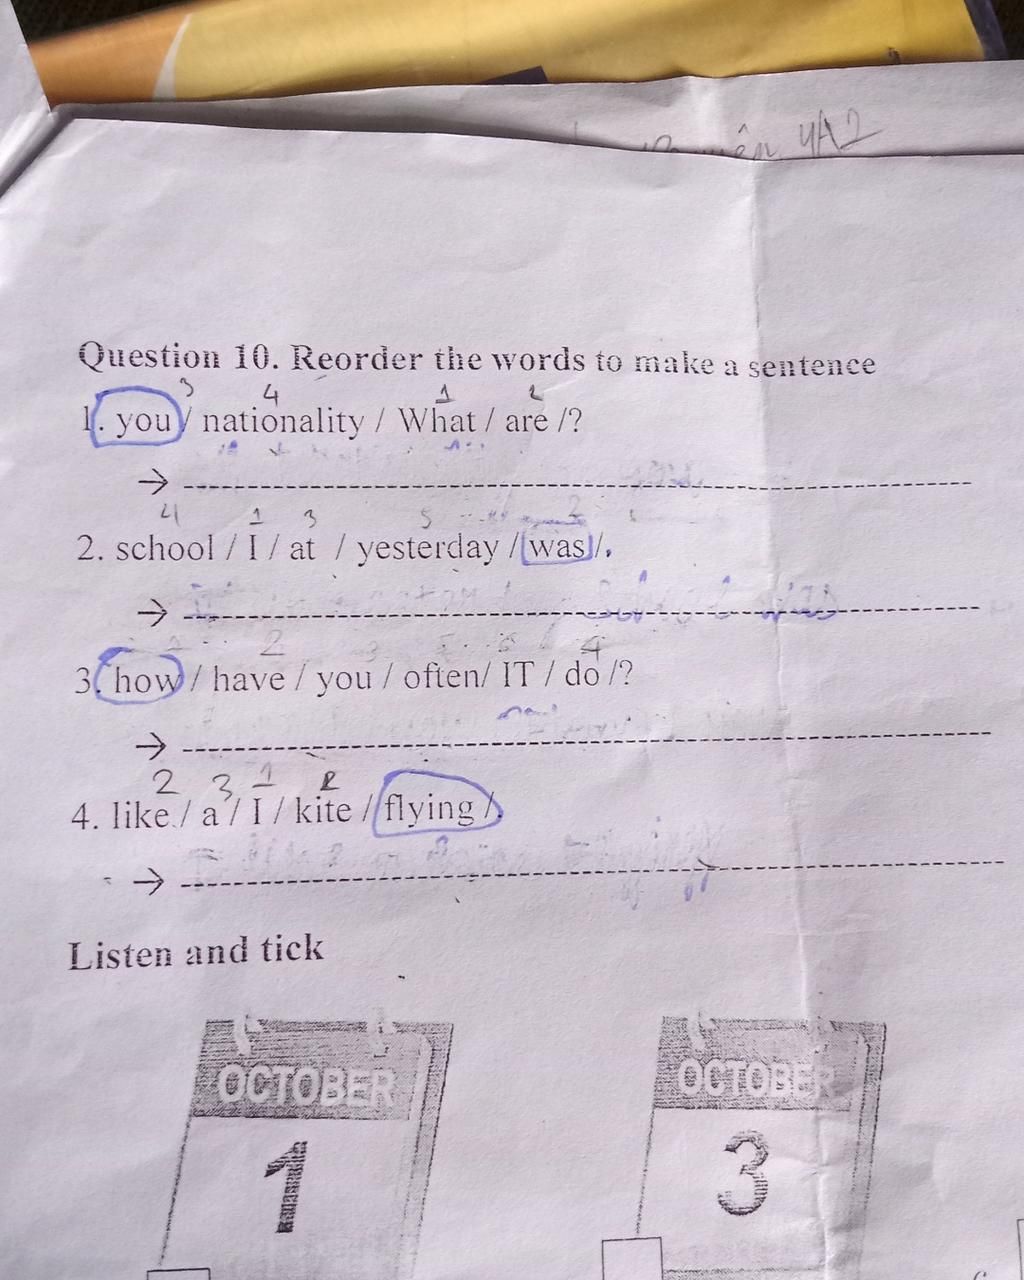 4A2
Question 10. Reorder the words to make a sentence
3 4 1 2
1. you / nationality / What / are /?
4 1 3 5 2
2. school / I / at / yesterday / was /.
2 3 4
3. how / have / you / often/ IT / do /?
2 3 1
4. like / a / I / kite / flying /.
Listen and tick
OCTOBER OCTOBER
1 3